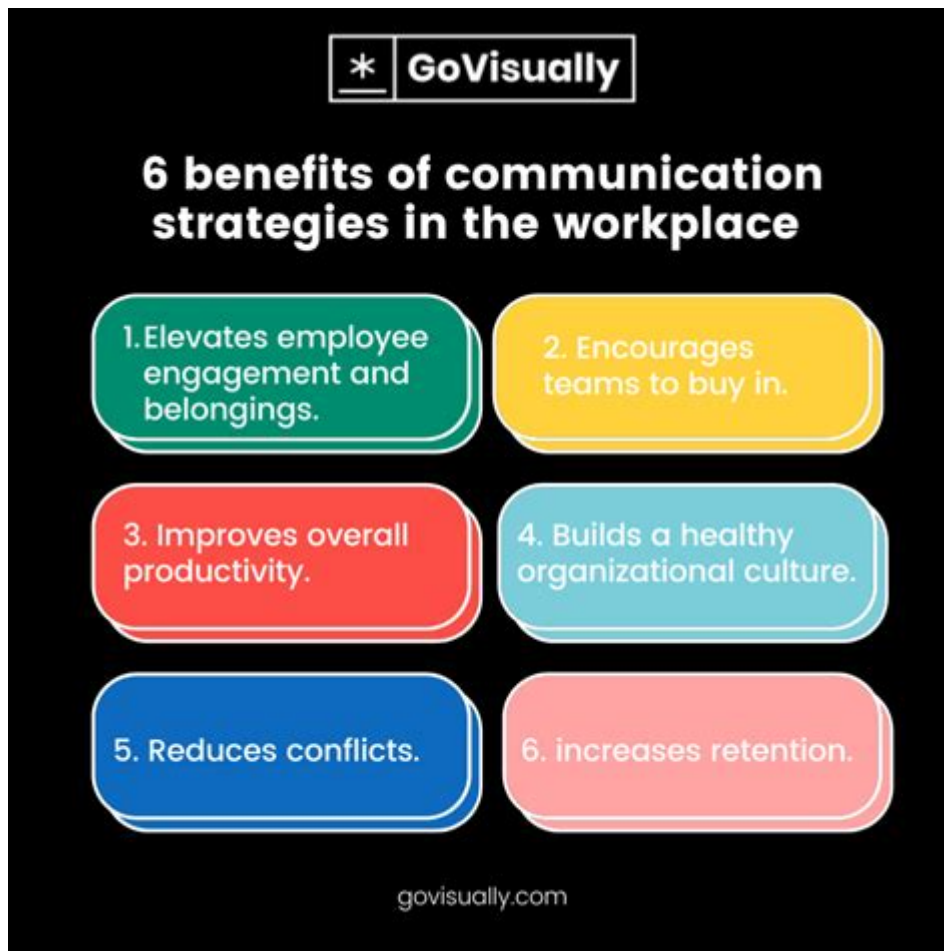 * GoVisually
6 benefits of communication
strategies in the workplace
1. Elevates employee
engagement and
belongings.
2. Encourages
teams to buy in.
3. Improves overall
productivity.
4. Builds a healthy
organizational culture.
5. Reduces conflicts.
6. increases retention.
govisually.com